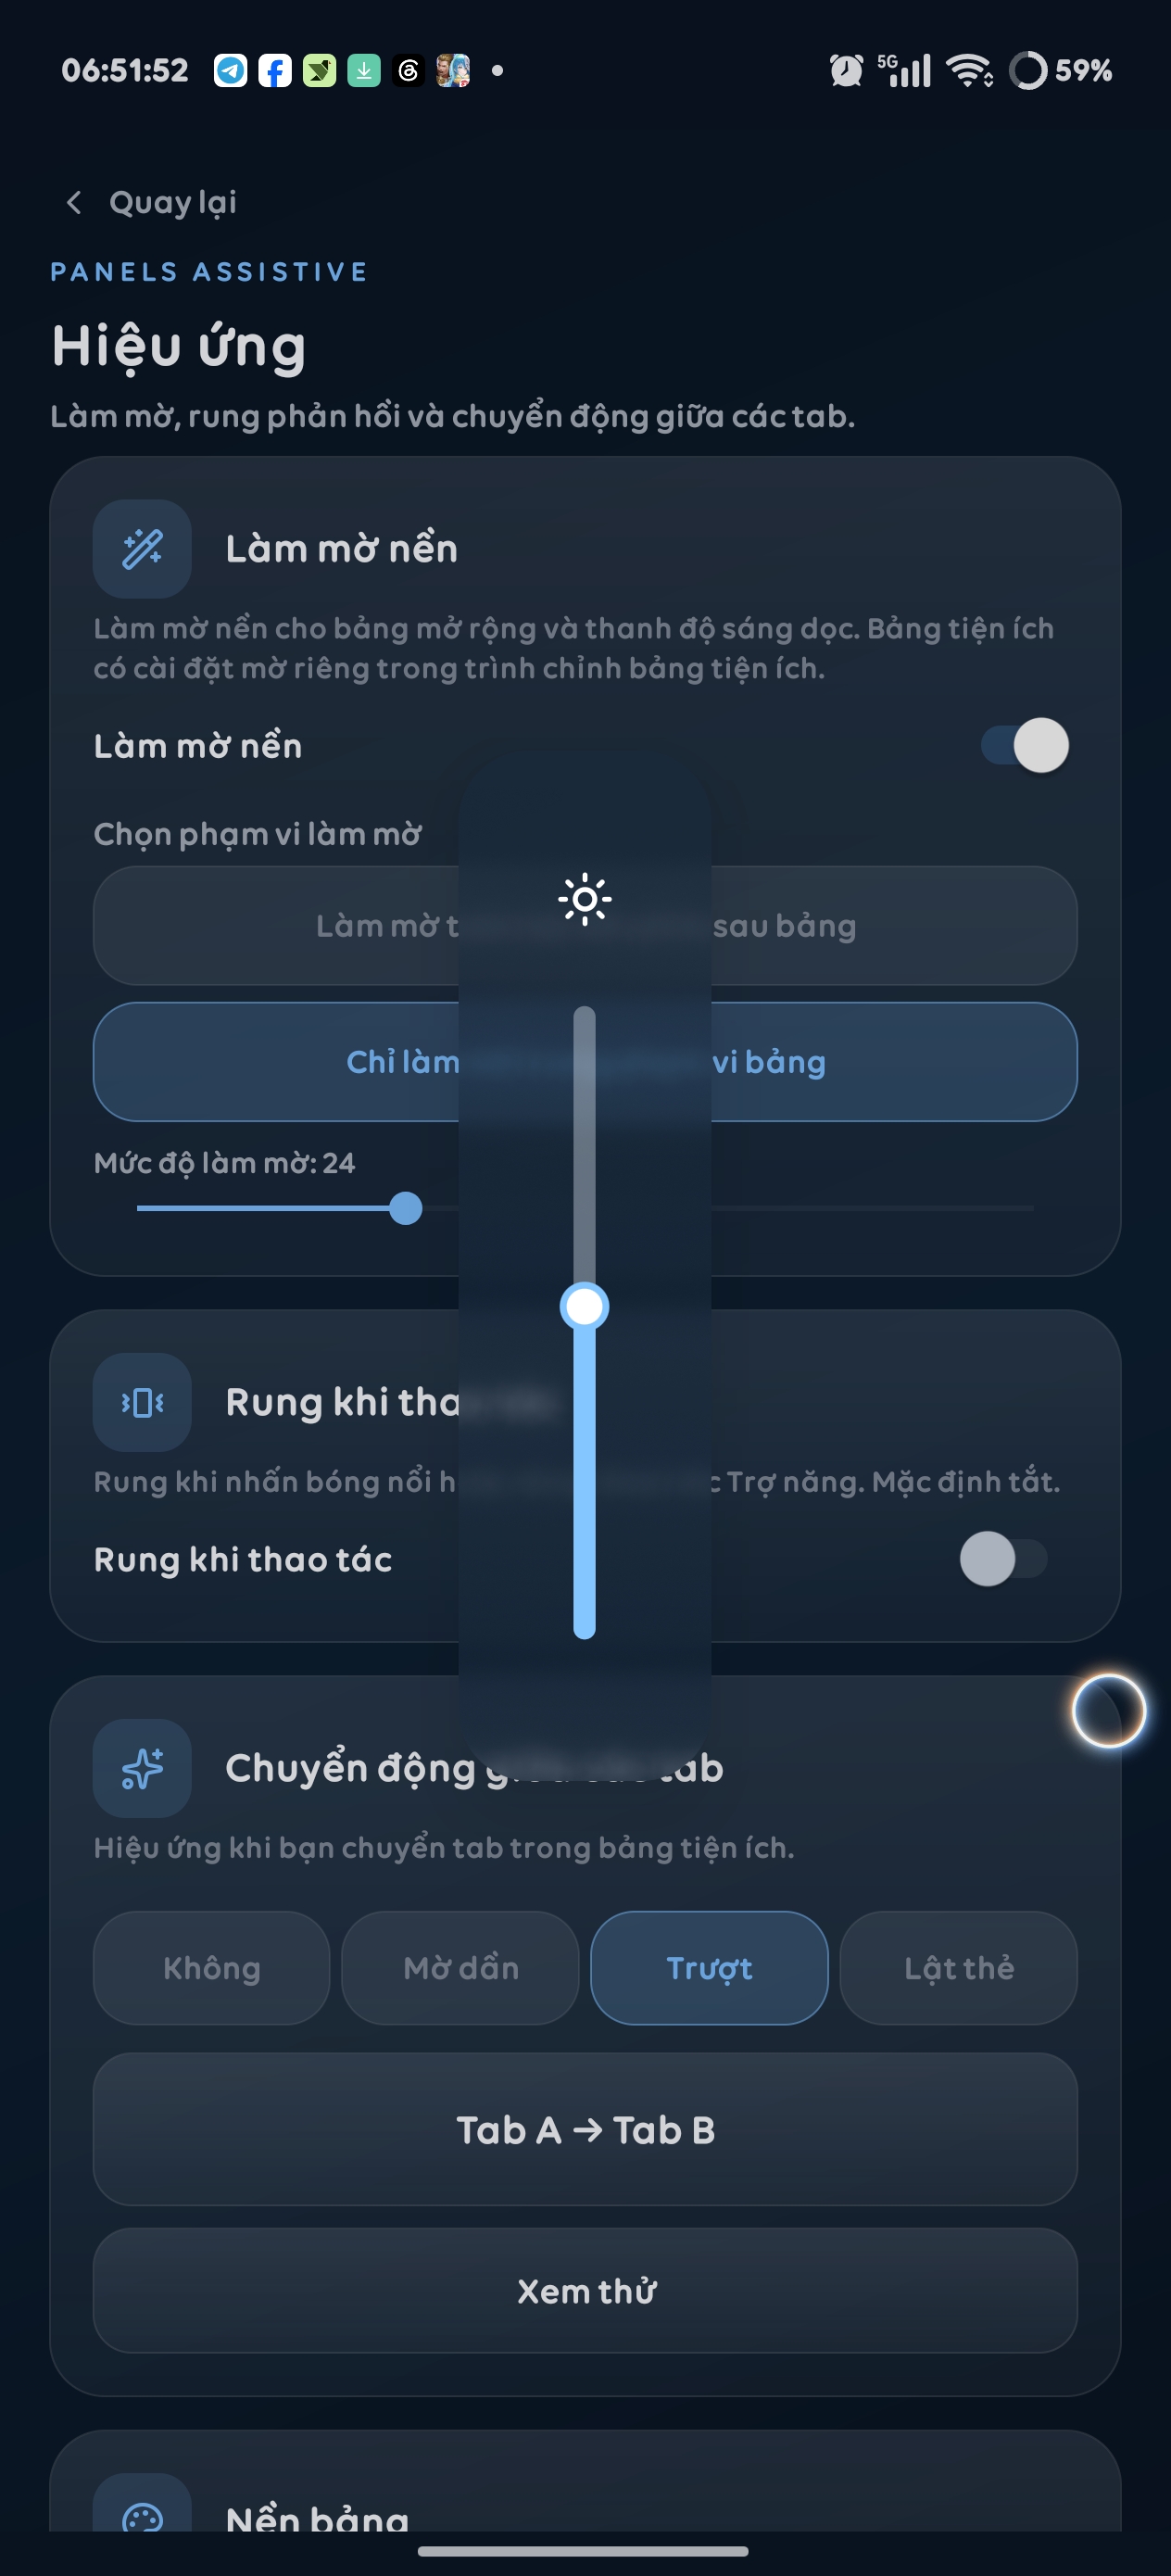 06:51:52
5G
59%
Quay lại
PANELS ASSISTIVE
Hiệu ứng
Làm mờ, rung phản hồi và chuyển động giữa các tab.
Làm mờ nền
Làm mờ nền cho bảng mở rộng và thanh độ sáng dọc. Bảng tiện ích
có cài đặt mờ riêng trong trình chỉnh bảng tiện ích.
Làm mờ nền
Chọn phạm vi làm mờ
Làm mờ sau bảng
Chỉ làm vi bảng
Mức độ làm mờ: 24
Rung khi
Rung khi nhấn bóng nổi Trợ năng. Mặc định tắt.
Rung khi thao tác
Chuyển động tab
Hiệu ứng khi bạn chuyển tab trong bảng tiện ích.
Không
Mờ dần
Trượt
Lật thẻ
Tab A → Tab B
Xem thử
Nền bảng